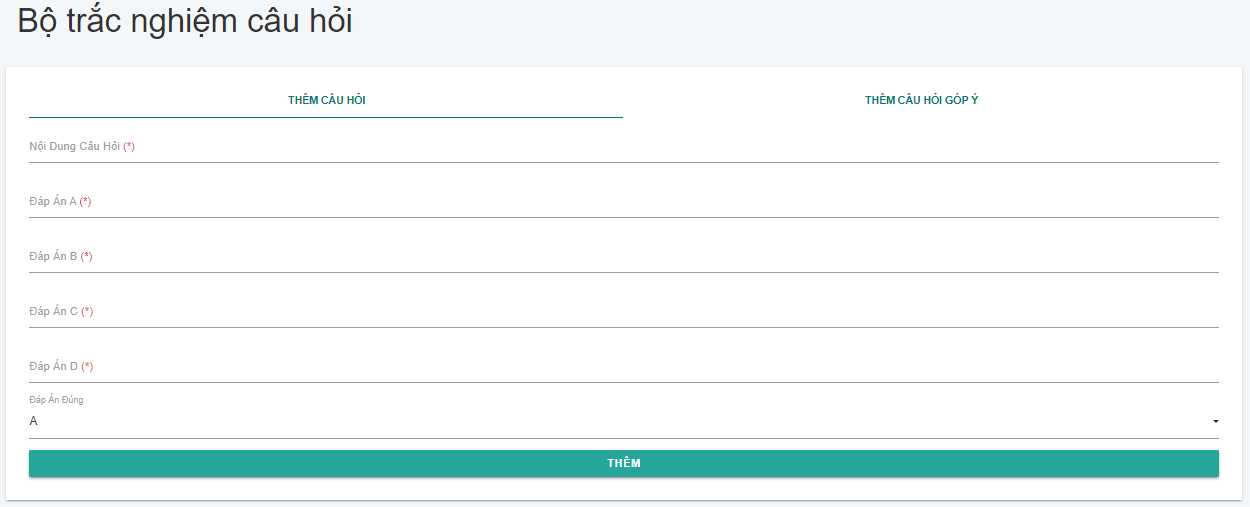 Bộ trắc nghiệm câu hỏi
THÊM CÂU HỎI
THÊM CÂU HỎI GÓP Ý
Nội Dung Câu Hỏi (*)
Đáp Án A (*)
Đáp Án B (*)
Đáp Án C (*)
Đáp Án D (*)
Đáp Án Đúng
A
THÊM